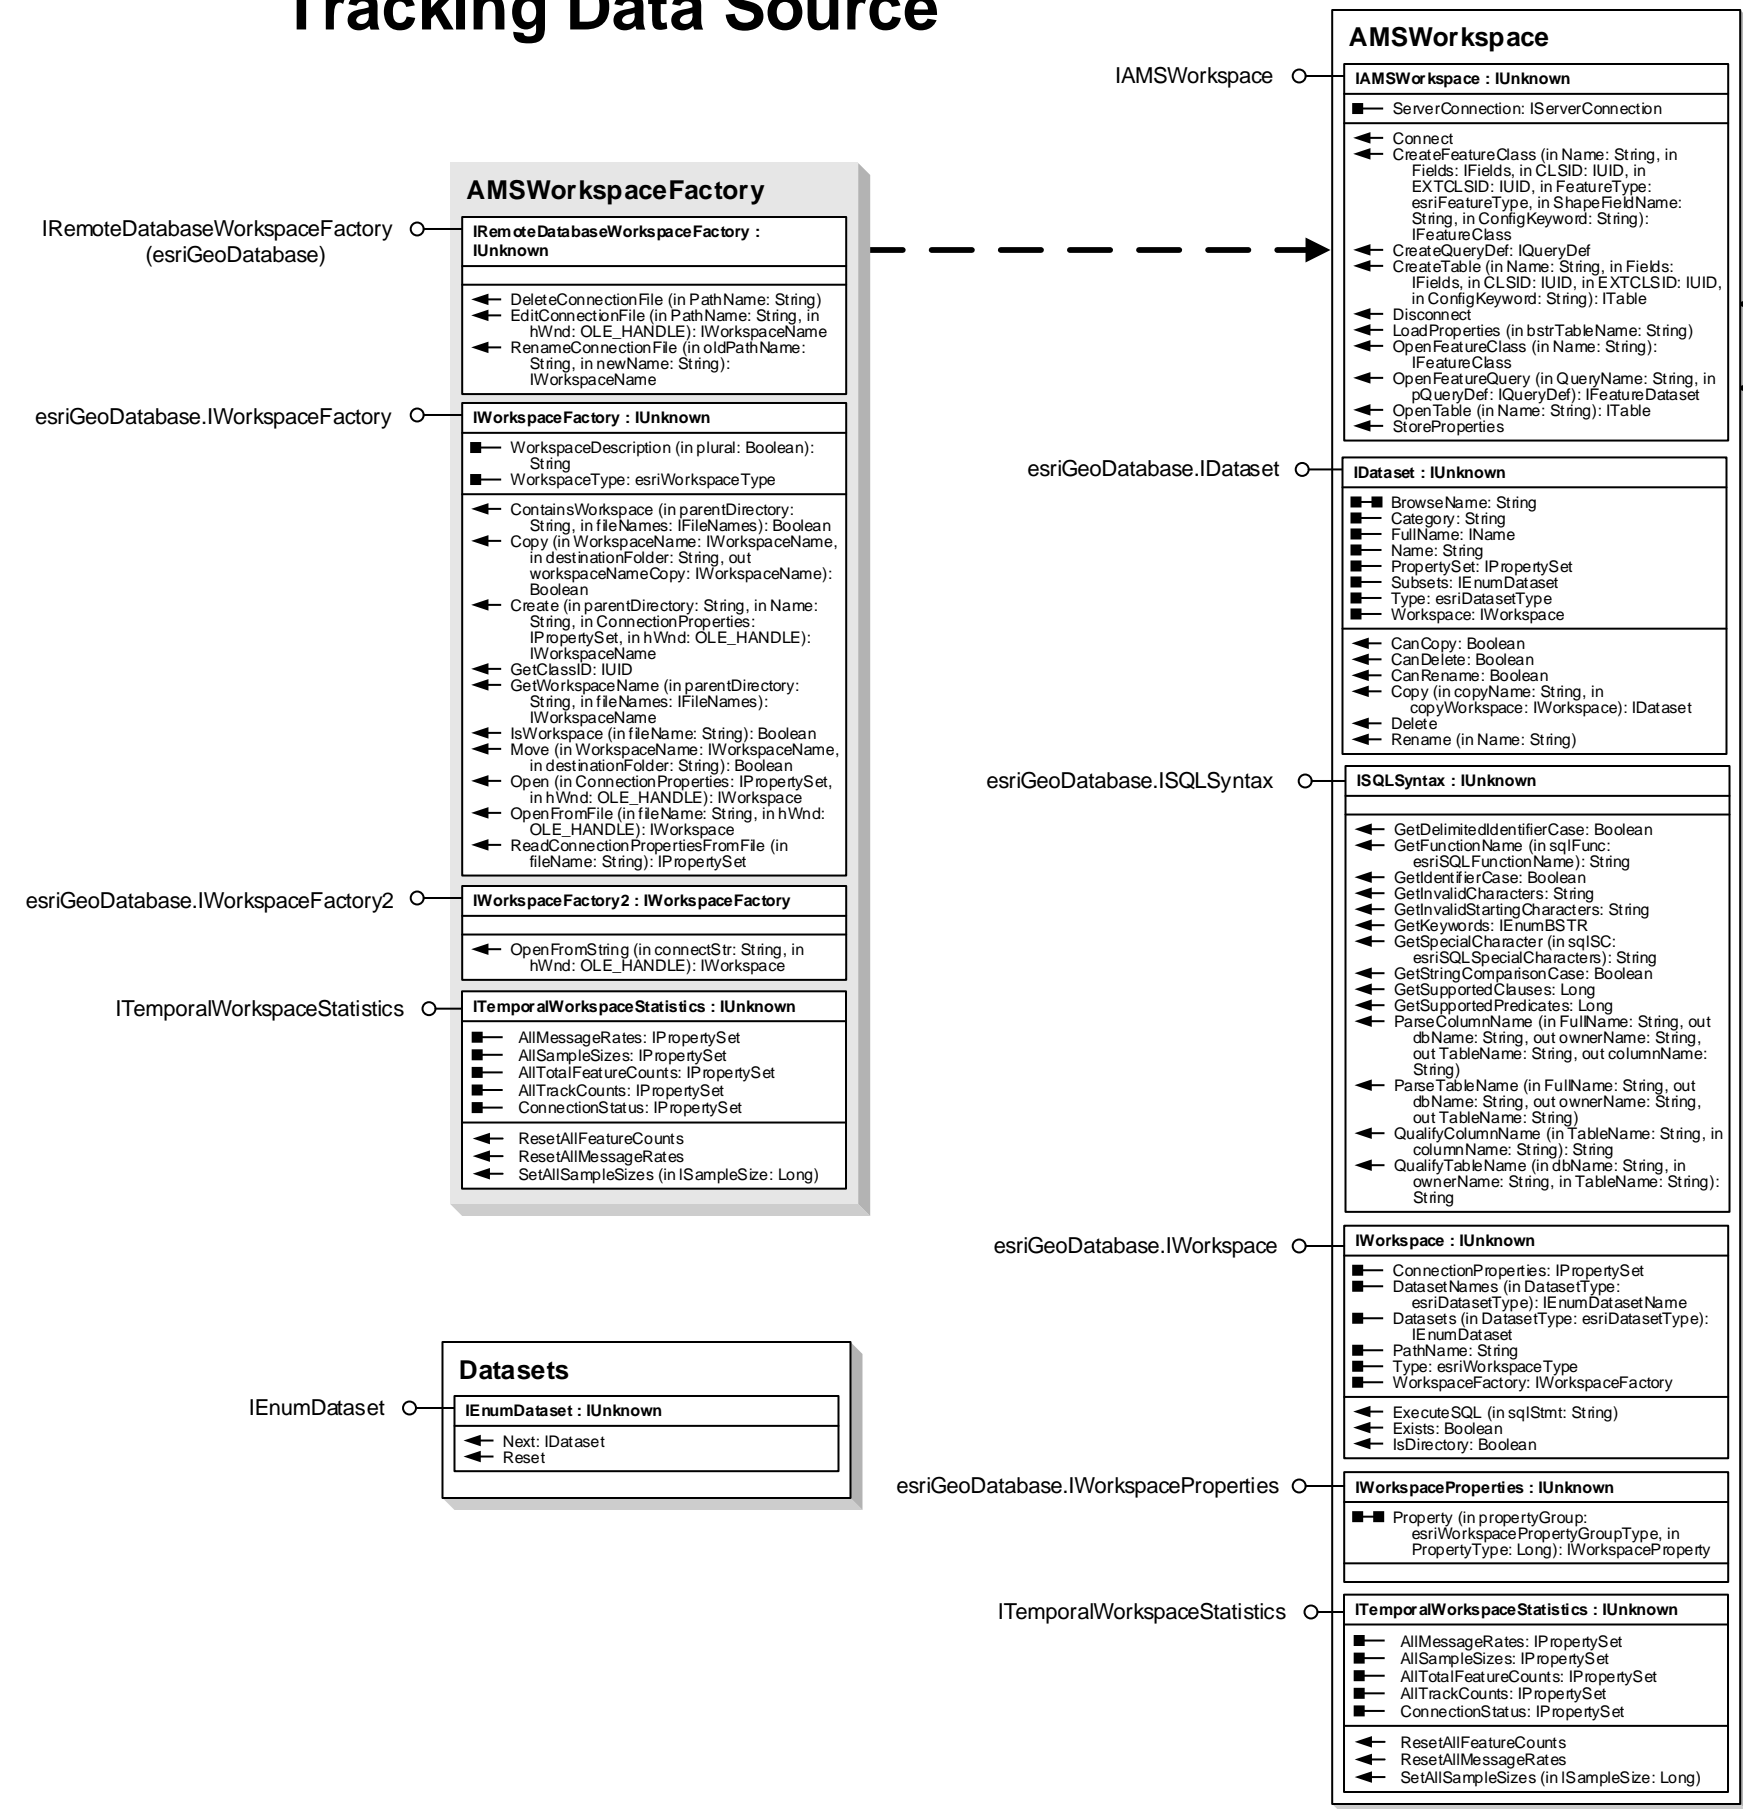 Tracking Data Source
IRemoteDatabaseWorkspaceFactory
(esriGeoDatabase)
AMSWorkspaceFactory
IRemoteDatabaseWorkspaceFactory :
IUnknown
DeleteConnectionFile (in PathName: String)
EditConnectionFile (in PathName: String, in
hWnd: OLE_HANDLE): IWorkspaceName
RenameConnectionFile (in oldPathName:
String, in newName: String):
IWorkspaceName
esriGeoDatabase.IWorkspaceFactory
IWorkspaceFactory : IUnknown
WorkspaceDescription (in plural: Boolean):
String
WorkspaceType: esriWorkspaceType
ContainsWorkspace (in parentDirectory:
String, in fileNames: IFileNames): Boolean
Copy (in WorkspaceName: IWorkspaceName,
in destinationFolder: String, out
workspaceNameCopy: IWorkspaceName):
Boolean
Create (in parentDirectory: String, in Name:
String, in ConnectionProperties:
IPropertySet, in hWnd: OLE_HANDLE):
IWorkspaceName
GetClassID: IUID
GetWorkspaceName (in parentDirectory:
String, in fileNames: IFileNames):
IWorkspaceName
IsWorkspace (in fileName: String): Boolean
Move (in WorkspaceName: IWorkspaceName,
in destinationFolder: String): Boolean
Open (in ConnectionProperties: IPropertySet,
in hWnd: OLE_HANDLE): IWorkspace
OpenFromFile (in fileName: String, in hWnd:
OLE_HANDLE): IWorkspace
ReadConnectionPropertiesFromFile (in
fileName: String): IPropertySet
esriGeoDatabase.IWorkspaceFactory2
IWorkspaceFactory2 : IWorkspaceFactory
OpenFromString (in connectStr: String, in
hWnd: OLE_HANDLE): IWorkspace
ITemporalWorkspaceStatistics
ITemporalWorkspaceStatistics : IUnknown
AllMessageRates: IPropertySet
AllSampleSizes: IPropertySet
AllTotalFeatureCounts: IPropertySet
AllTrackCounts: IPropertySet
ConnectionStatus: IPropertySet
ResetAllFeatureCounts
ResetAllMessageRates
SetAllSampleSizes (in lSampleSize: Long)
Datasets
IEnumDataset
IEnumDataset : IUnknown
Next: IDataset
Reset
AMSWorkspace
IAMSWorkspace
IAMSWorkspace : IUnknown
ServerConnection: IServerConnection
Connect
CreateFeatureClass (in Name: String, in
Fields: IFields, in CLSID: IUID, in
EXTCLSID: IUID, in FeatureType:
esriFeatureType, in ShapeFieldName:
String, in ConfigKeyword: String):
IFeatureClass
CreateQueryDef: IQueryDef
CreateTable (in Name: String, in Fields:
IFields, in CLSID: IUID, in EXTCLSID: IUID,
in ConfigKeyword: String): ITable
Disconnect
LoadProperties (in bstrTableName: String)
OpenFeatureClass (in Name: String):
IFeatureClass
OpenFeatureQuery (in QueryName: String, in
pQueryDef: IQueryDef): IFeatureDataset
OpenTable (in Name: String): ITable
StoreProperties
esriGeoDatabase.IDataset
IDataset : IUnknown
BrowseName: String
Category: String
FullName: IName
Name: String
PropertySet: IPropertySet
Subsets: IEnumDataset
Type: esriDatasetType
Workspace: IWorkspace
CanCopy: Boolean
CanDelete: Boolean
CanRename: Boolean
Copy (in copyName: String, in
copyWorkspace: IWorkspace): IDataset
Delete
Rename (in Name: String)
esriGeoDatabase.ISQLSyntax
ISQLSyntax : IUnknown
GetDelimitedIdentifierCase: Boolean
GetFunctionName (in sqlFunc:
esriSQLFunctionName): String
GetIdentifierCase: Boolean
GetInvalidCharacters: String
GetInvalidStartingCharacters: String
GetKeywords: IEnumBSTR
GetSpecialCharacter (in sqlSC:
esriSQLSpecialCharacters): String
GetStringComparisonCase: Boolean
GetSupportedClauses: Long
GetSupportedPredicates: Long
ParseColumnName (in FullName: String, out
dbName: String, out ownerName: String,
out TableName: String, out columnName:
String)
ParseTableName (in FullName: String, out
dbName: String, out ownerName: String,
out TableName: String)
QualifyColumnName (in TableName: String, in
columnName: String): String
QualifyTableName (in dbName: String, in
ownerName: String, in TableName: String):
String
esriGeoDatabase.IWorkspace
IWorkspace : IUnknown
ConnectionProperties: IPropertySet
DatasetNames (in DatasetType:
esriDatasetType): IEnumDatasetName
Datasets (in DatasetType: esriDatasetType):
IEnumDataset
PathName: String
Type: esriWorkspaceType
WorkspaceFactory: IWorkspaceFactory
ExecuteSQL (in sqlStmt: String)
Exists: Boolean
IsDirectory: Boolean
esriGeoDatabase.IWorkspaceProperties
IWorkspaceProperties : IUnknown
Property (in propertyGroup:
esriWorkspacePropertyGroupType, in
PropertyType: Long): IWorkspaceProperty
ITemporalWorkspaceStatistics
ITemporalWorkspaceStatistics : IUnknown
AllMessageRates: IPropertySet
AllSampleSizes: IPropertySet
AllTotalFeatureCounts: IPropertySet
AllTrackCounts: IPropertySet
ConnectionStatus: IPropertySet
ResetAllFeatureCounts
ResetAllMessageRates
SetAllSampleSizes (in lSampleSize: Long)